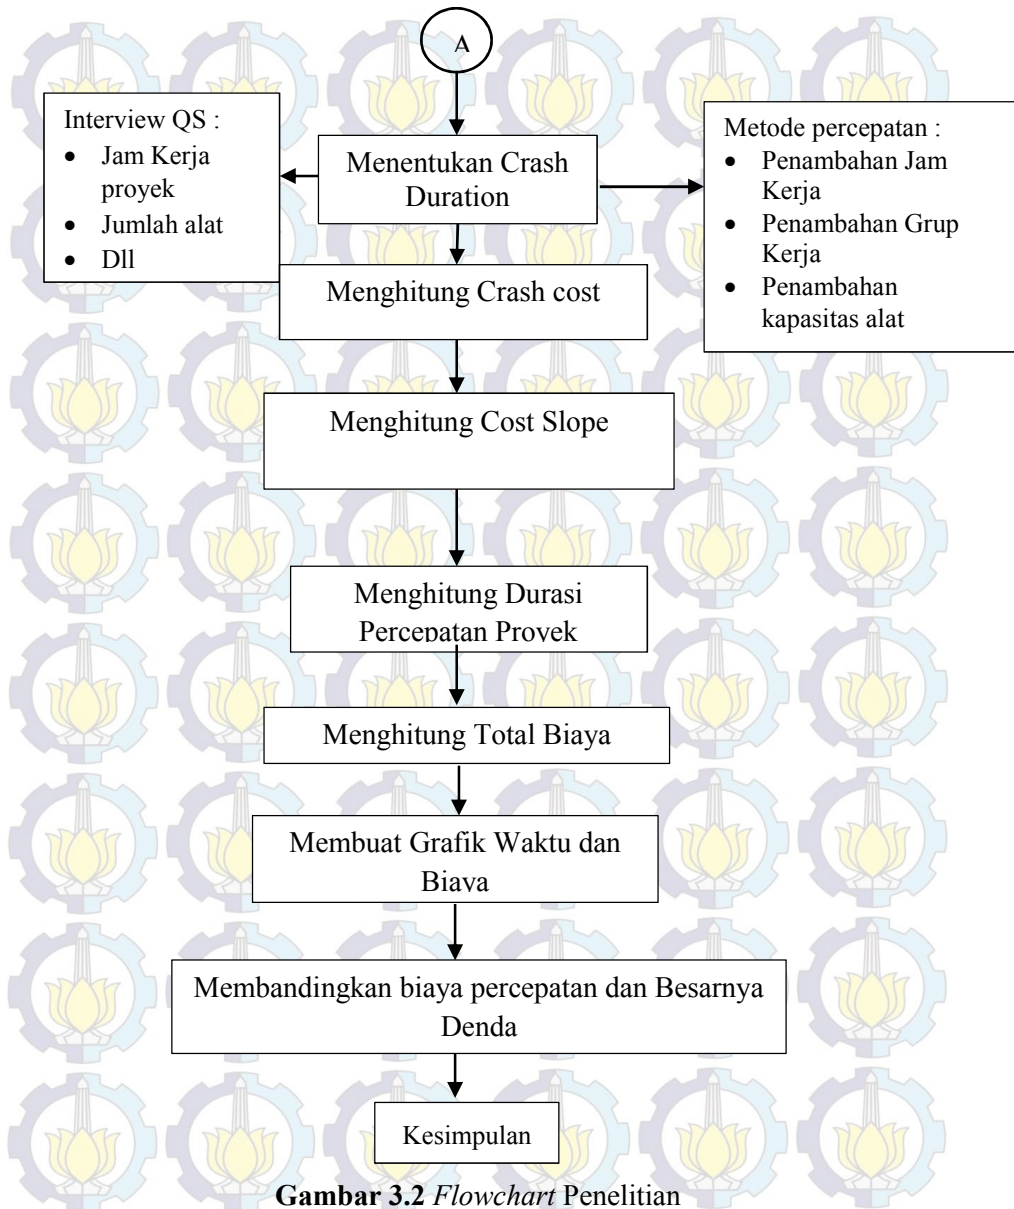 A
Interview QS :
• Jam Kerja
proyek
• Jumlah alat
• Dll
Menentukan Crash
Duration
Metode percepatan :
• Penambahan Jam
Kerja
• Penambahan Grup
Kerja
• Penambahan
kapasitas alat
Menghitung Crash cost
Menghitung Cost Slope
Menghitung Durasi
Percepatan Proyek
Menghitung Total Biaya
Membuat Grafik Waktu dan
Biaya
Membandingkan biaya percepatan dan Besarnya
Denda
Kesimpulan
Gambar 3.2 Flowchart Penelitian